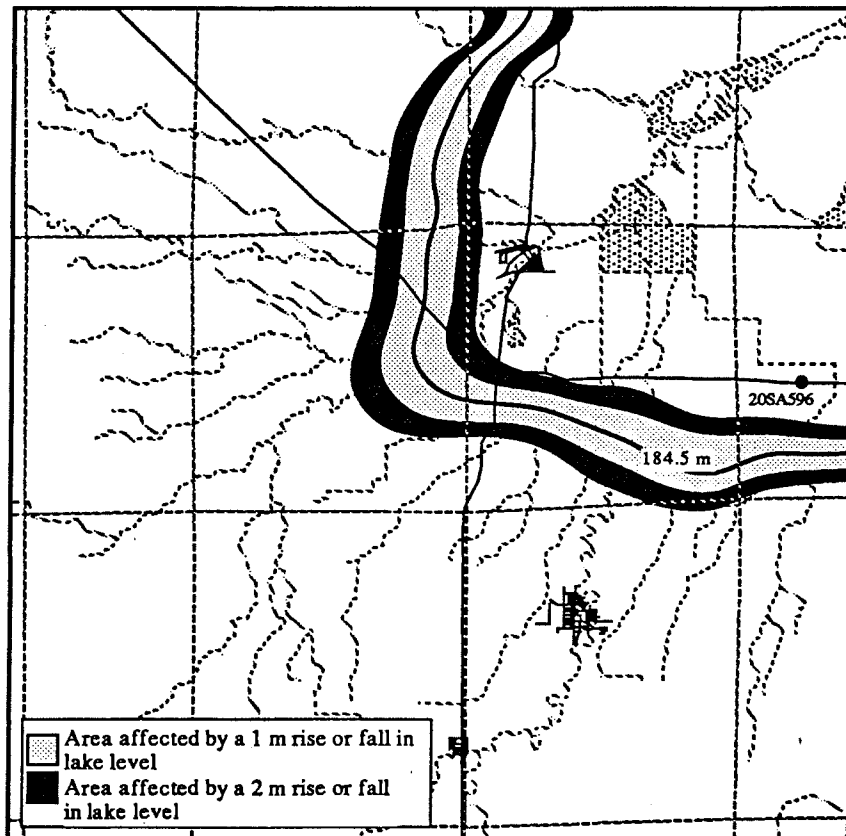 20SA596
184.5 m
Area affected by a 1 m rise or fall in
lake level
Area affected by a 2 m rise or fall
in lake level